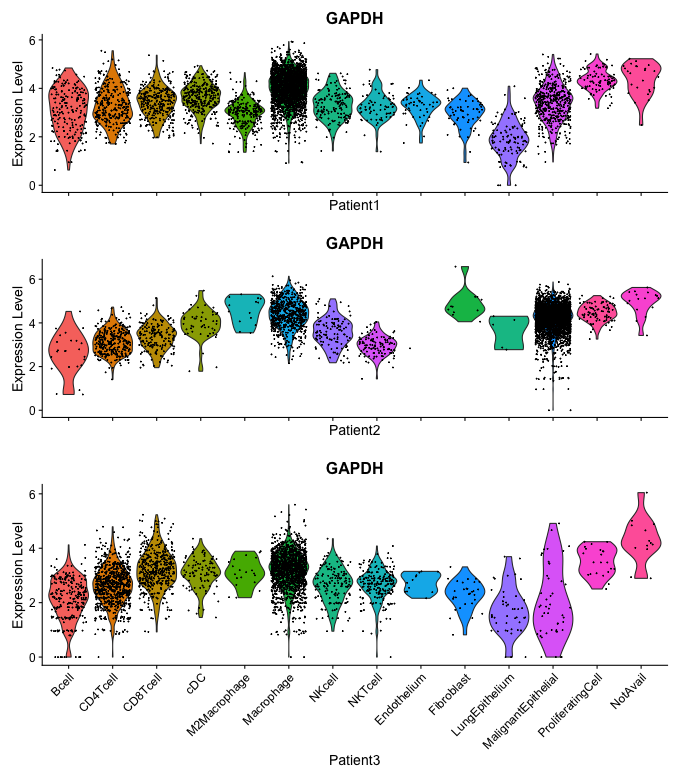 GAPDH
6
4
2
0
Expression Level
Patient1
GAPDH
6
4
2
0
Expression Level
Patient2
GAPDH
6
4
2
0
Expression Level
Bcell
CD4Tcell
CD8Tcell
cDC
M2Macrophage
Macrophage
NKcell
NKTcell
Endothelium
Fibroblast
LungEpithelium
MalignantEpithelial
ProliferatingCell
NotAvail
Patient3